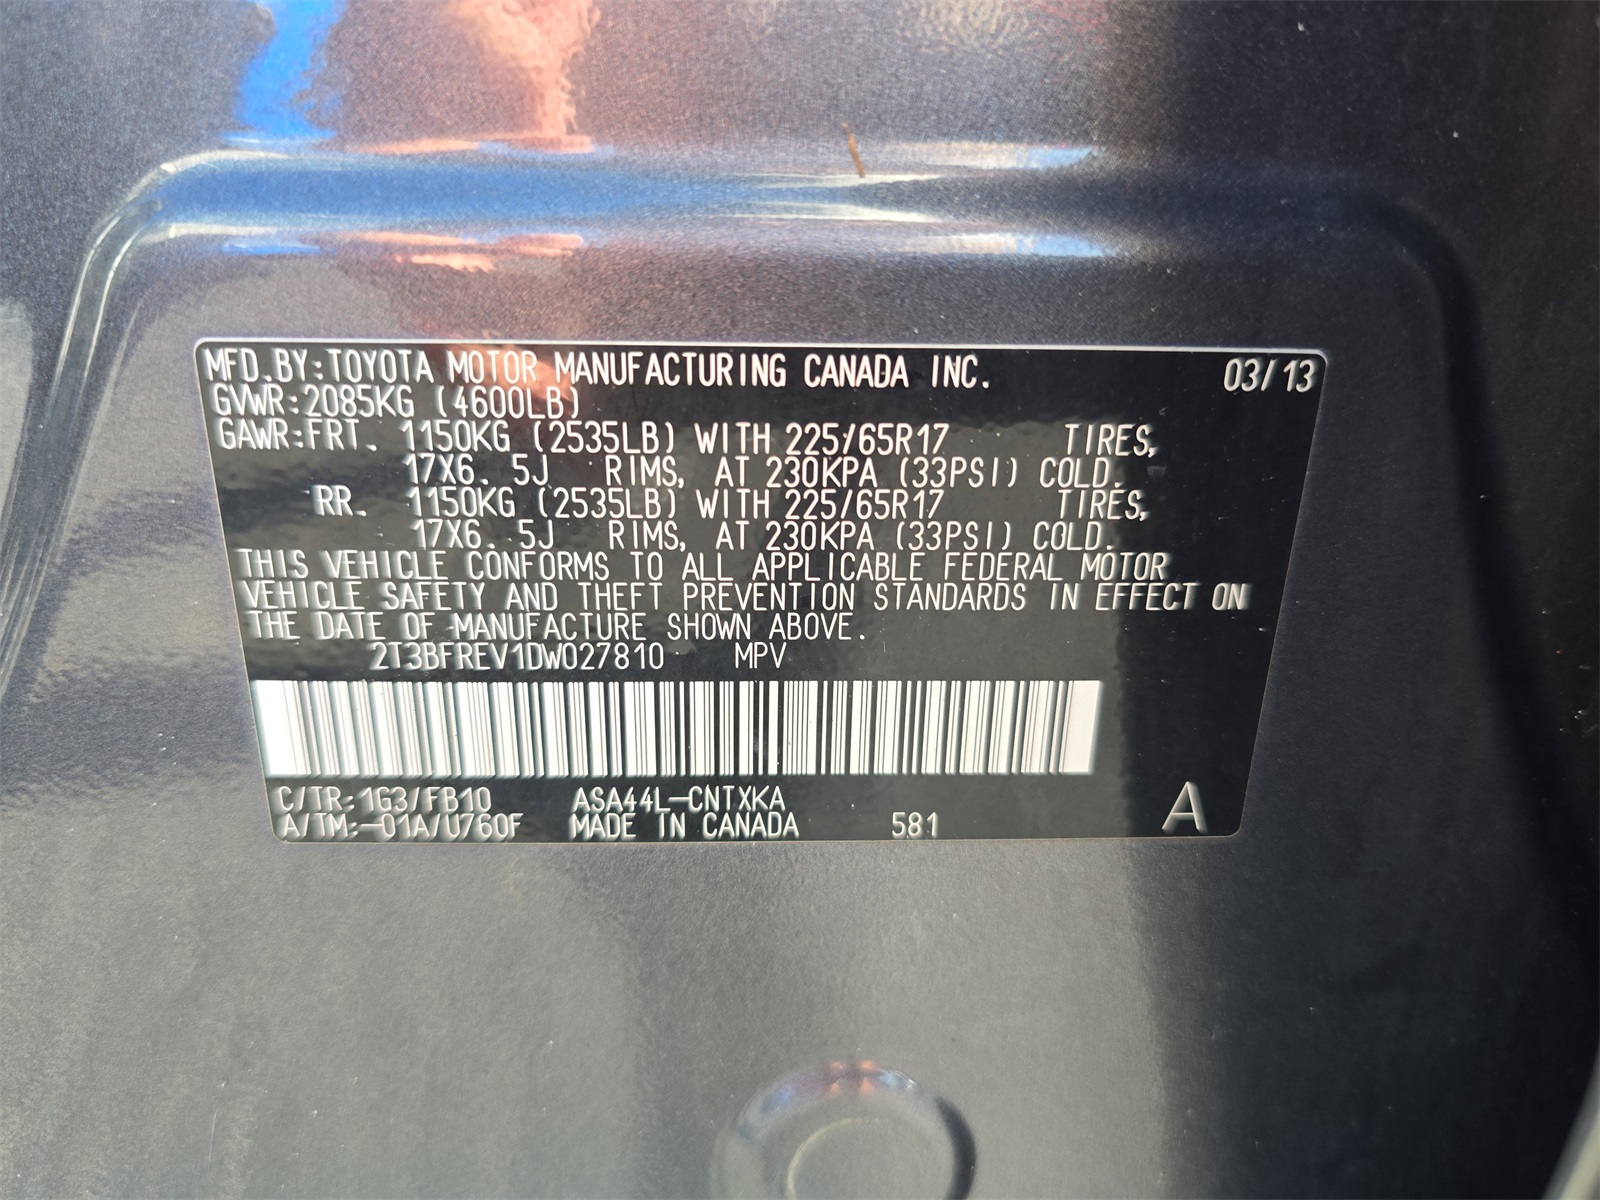 MFD.BY:TOYOTA MOTOR MANUFACTURING CANADA INC. 03/13
GVWR:2085KG (4600LB)
GAWR:FRT. 1150KG (2535LB) WITH 225/65R17 TIRES,
17X6.5J RIMS, AT 230KPA (33PSI) COLD.
RR. 1150KG (2535LB) WITH 225/65R17 TIRES,
17X6.5J RIMS, AT 230KPA (33PSI) COLD.
THIS VEHICLE CONFORMS TO ALL APPLICABLE FEDERAL MOTOR
VEHICLE SAFETY AND THEFT PREVENTION STANDARDS IN EFFECT ON
THE DATE OF MANUFACTURE SHOWN ABOVE.
2T3BFREV1DW027810 MPV
C/TR:1G3/FB10 ASA44L-CNTXKA
A/TM:-01A/U760F MADE IN CANADA 581 A